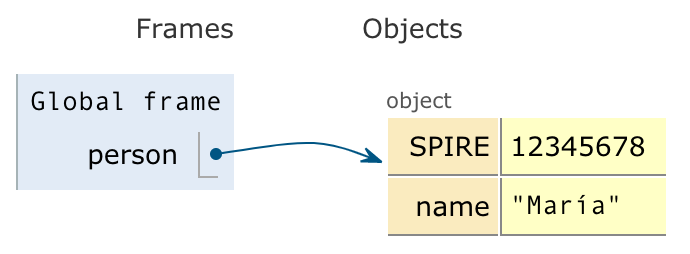 Frames Objects
Global frame
person
object
SPIRE 12345678
name "María"